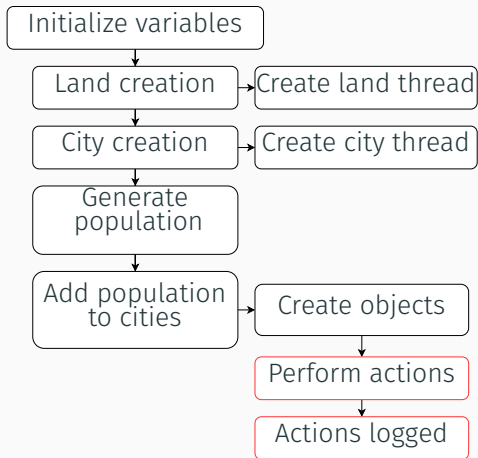 Initialize variables
Land creation
Create land thread
City creation
Create city thread
Generate
population
Add population
to cities
Create objects
Perform actions
Actions logged